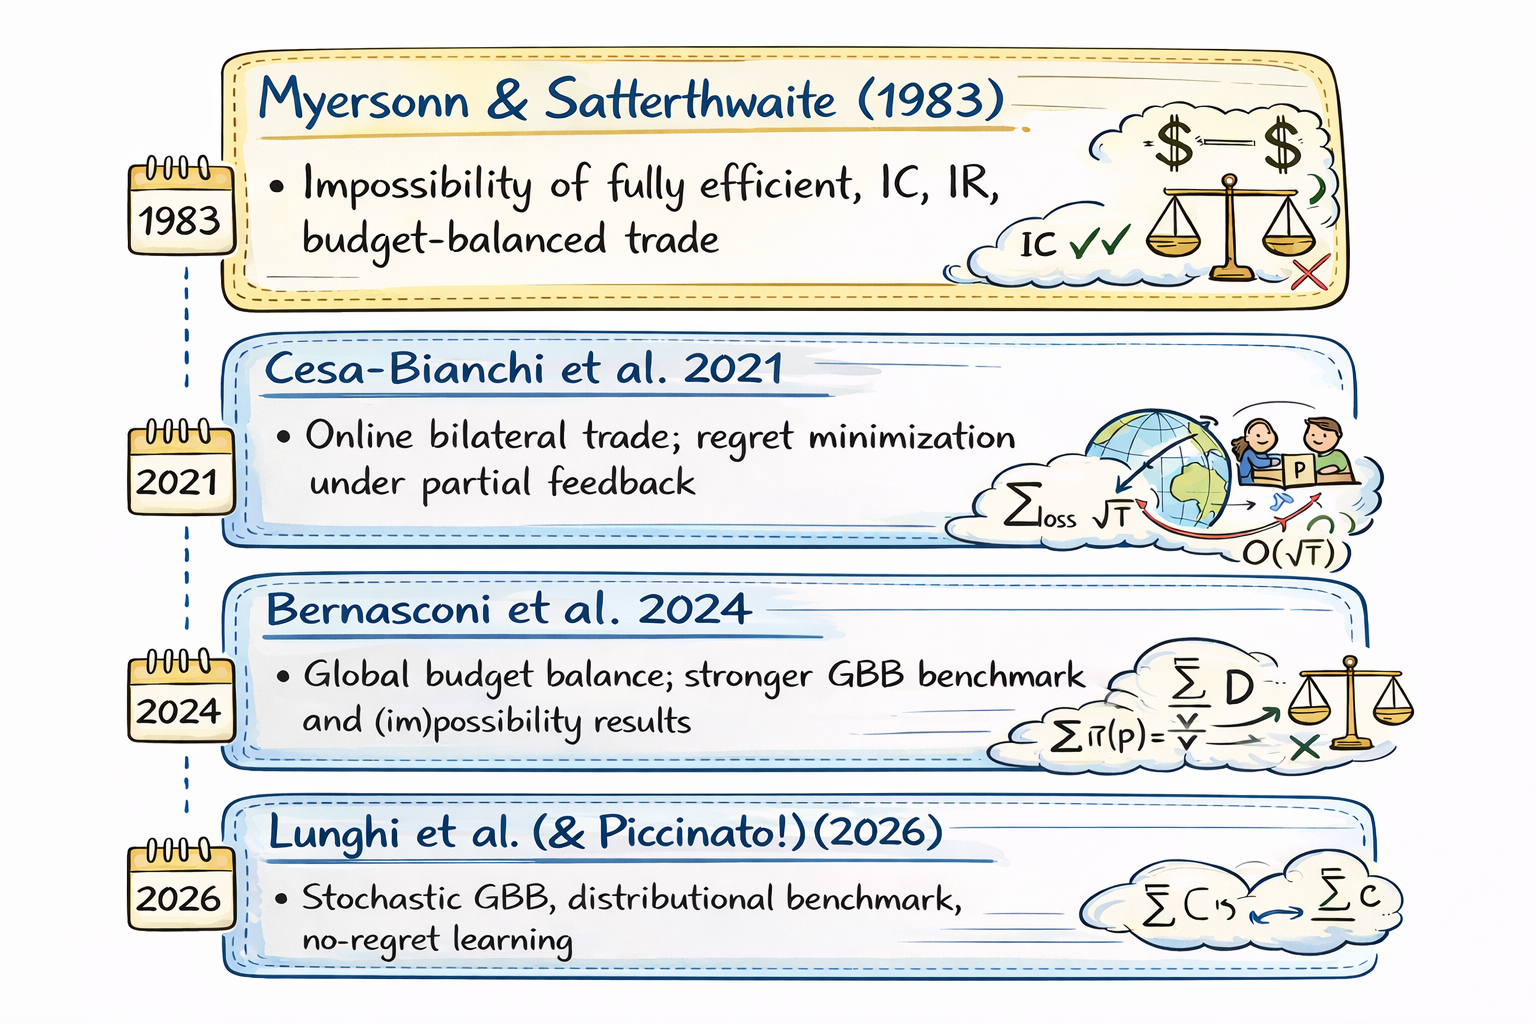 Myersonn & Satterthwaite (1983)
1983
• Impossibility of fully efficient, IC, IR,
budget-balanced trade
$ — $
IC ✓✓
Cesa-Bianchi et al. 2021
2021
• Online bilateral trade; regret minimization
under partial feedback
P
Σloss √T
O(√T)
Bernasconi et al. 2024
2024
• Global budget balance; stronger GBB benchmark
and (im)possibility results
Σ D
Lunghi et al. (& Piccinato!) (2026)
2026
• Stochastic GBB, distributional benchmark,
no-regret learning
Σ C